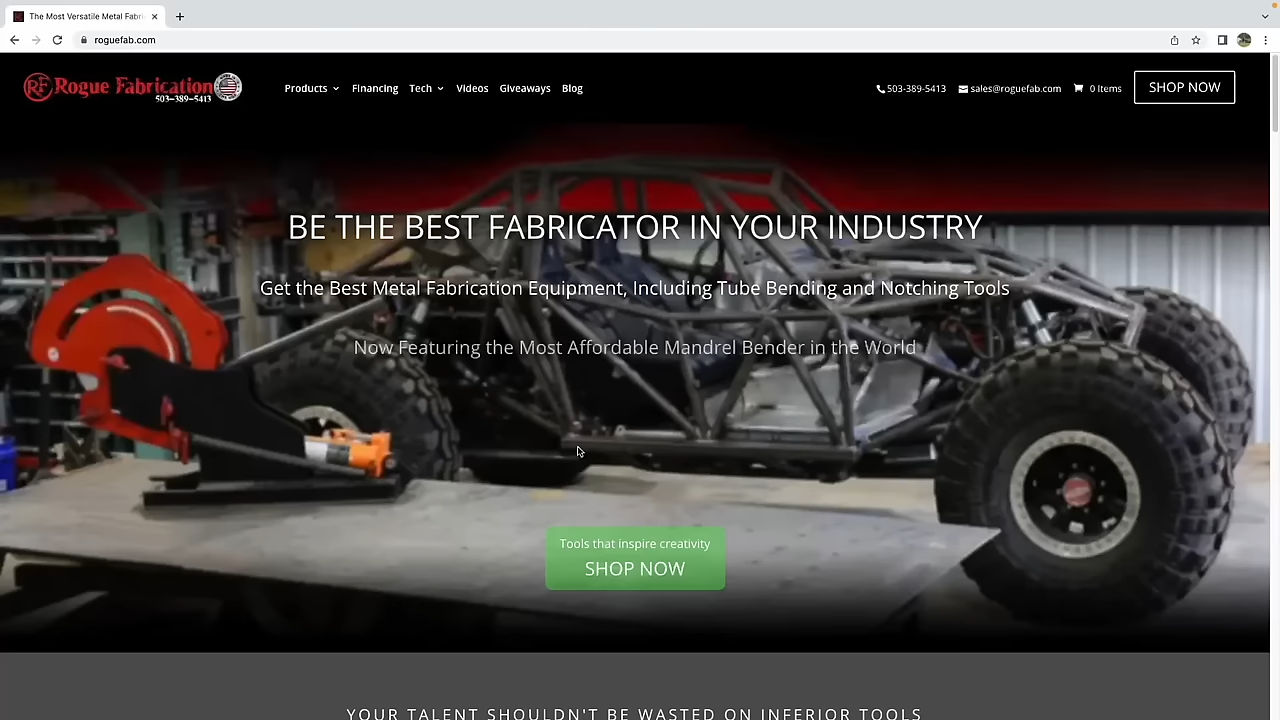 The Most Versatile Metal Fabri
roguefab.com
RF Rogue Fabrication
503-389-5413
Products
Financing
Tech
Videos
Giveaways
Blog
503-389-5413
sales@roguefab.com
0 Items
SHOP NOW
BE THE BEST FABRICATOR IN YOUR INDUSTRY
Get the Best Metal Fabrication Equipment, Including Tube Bending and Notching Tools
Now Featuring the Most Affordable Mandrel Bender in the World
Tools that inspire creativity
SHOP NOW
YOUR TALENT SHOULDN'T BE WASTED ON INFERIOR TOOLS